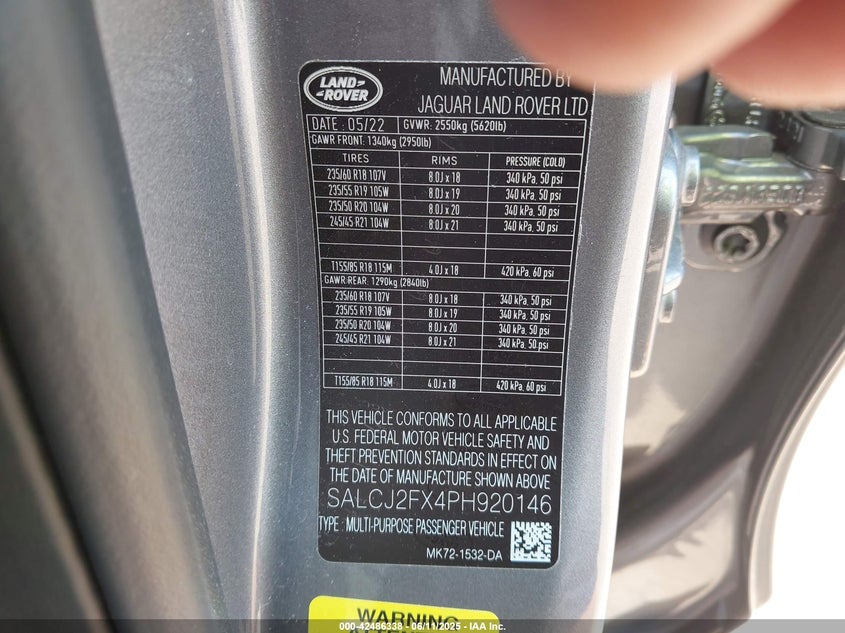 LAND-
-ROVER
MANUFACTURED BY
JAGUAR LAND ROVER LTD
DATE : 05/22 GVWR: 2550kg (5620lb)
GAWR FRONT: 1340kg (2950lb)
TIRES RIMS PRESSURE (COLD)
235/60 R18 107V 8.0J x 18 340 kPa, 50 psi
235/55 R19 105W 8.0J x 19 340 kPa, 50 psi
235/50 R20 104W 8.0J x 20 340 kPa, 50 psi
245/45 R21 104W 8.0J x 21 340 kPa, 50 psi
T155/85 R18 115M 4.0J x 18 420 kPa, 60 psi
GAWR:REAR: 1290kg (2840lb)
235/60 R18 107V 8.0J x 18 340 kPa, 50 psi
235/55 R19 105W 8.0J x 19 340 kPa, 50 psi
235/50 R20 104W 8.0J x 20 340 kPa, 50 psi
245/45 R21 104W 8.0J x 21 340 kPa, 50 psi
T155/85 R18 115M 4.0J x 18 420 kPa, 60 psi
THIS VEHICLE CONFORMS TO ALL APPLICABLE
U.S. FEDERAL MOTOR VEHICLE SAFETY AND
THEFT PREVENTION STANDARDS IN EFFECT ON
THE DATE OF MANUFACTURE SHOWN ABOVE
SALCJ2FX4PH920146
TYPE : MULTI-PURPOSE PASSENGER VEHICLE
MK72-1532-DA
WARNING
000-42486338 - 06/11/2025 - IAA Inc.